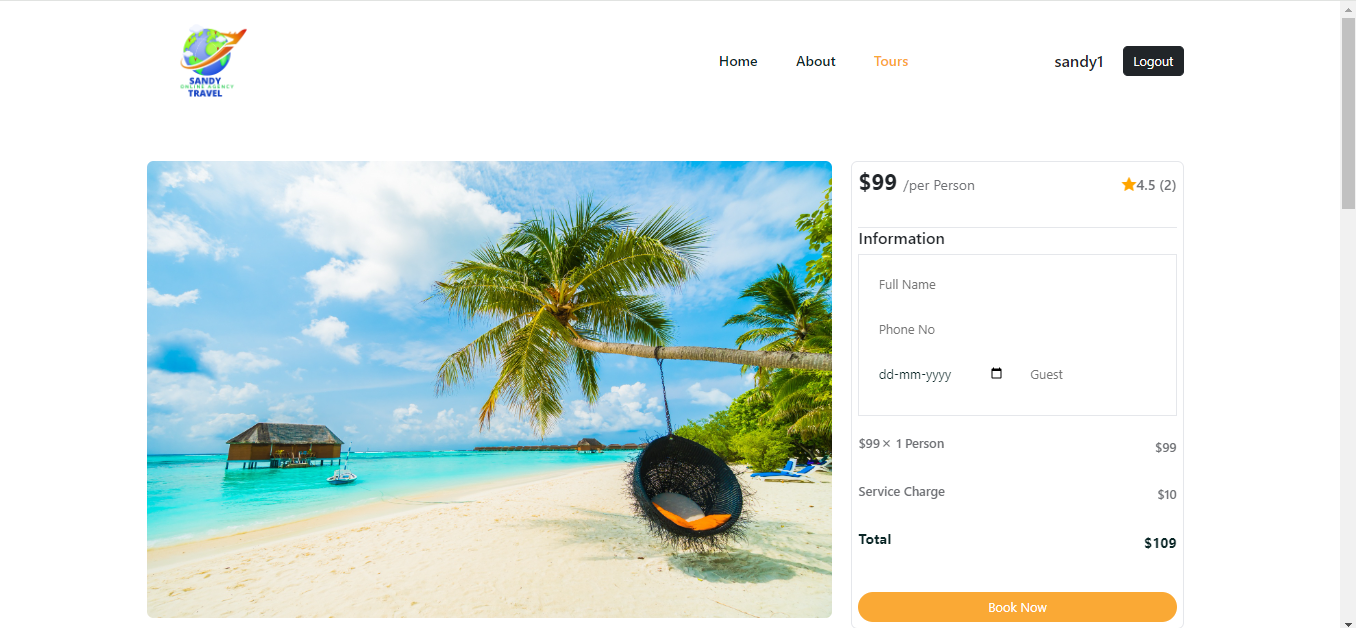 SANDY
ONLINE AGENCY
TRAVEL
Home About Tours sandy1 Logout
$99 /per Person 4.5 (2)
Information
Full Name
Phone No
dd-mm-yyyy Guest
$99 × 1 Person $99
Service Charge $10
Total $109
Book Now